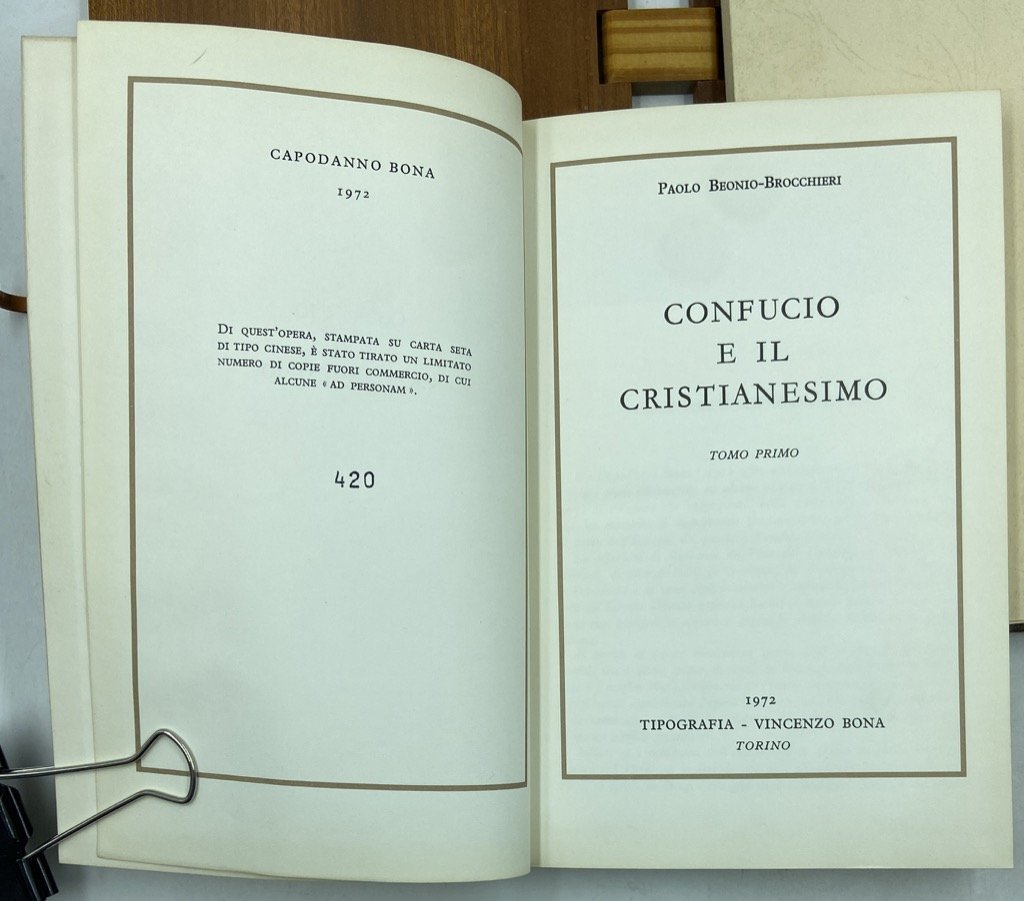 CAPODANNO BONA
1972
DI QUEST'OPERA, STAMPATA SU CARTA SETA
DI TIPO CINESE, È STATO TIRATO UN LIMITATO
NUMERO DI COPIE FUORI COMMERCIO, DI CUI
ALCUNE « AD PERSONAM ».
420
PAOLO BEONIO-BROCCHIERI
CONFUCIO
E IL
CRISTIANESIMO
TOMO PRIMO
1972
TIPOGRAFIA - VINCENZO BONA
TORINO